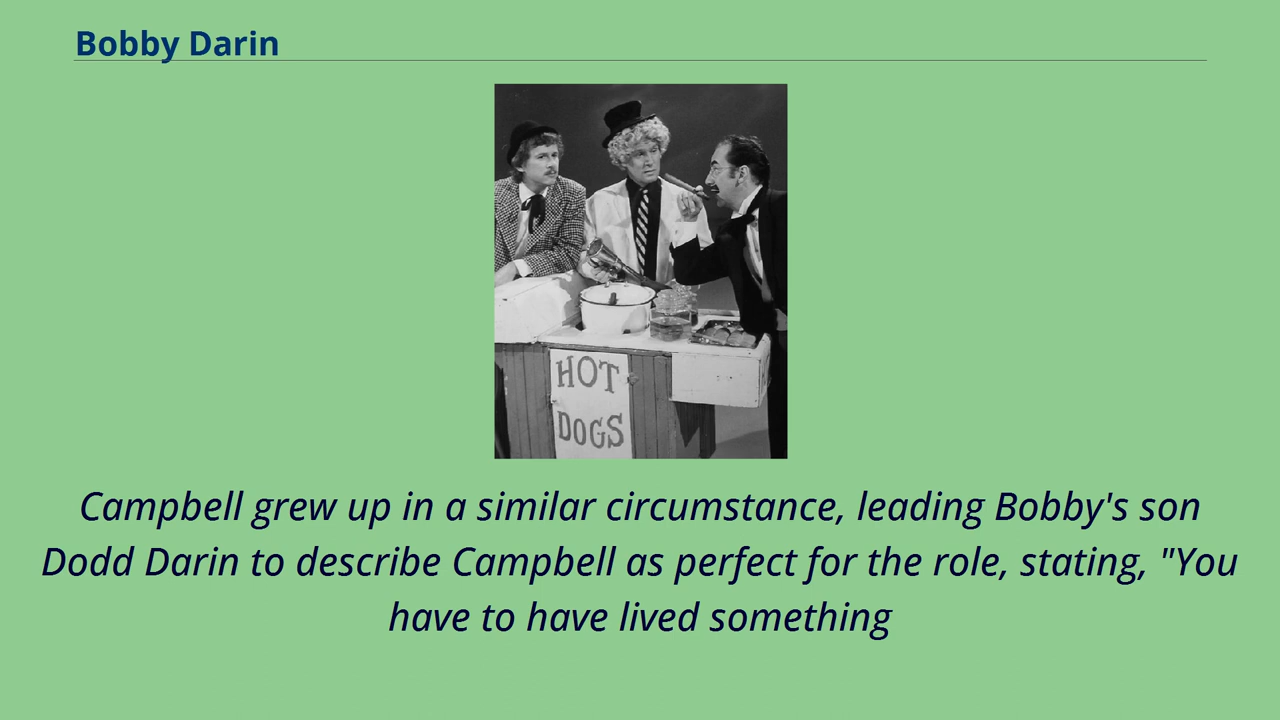 Bobby Darin
HOT
DOGS
Campbell grew up in a similar circumstance, leading Bobby's son
Dodd Darin to describe Campbell as perfect for the role, stating, "You
have to have lived something